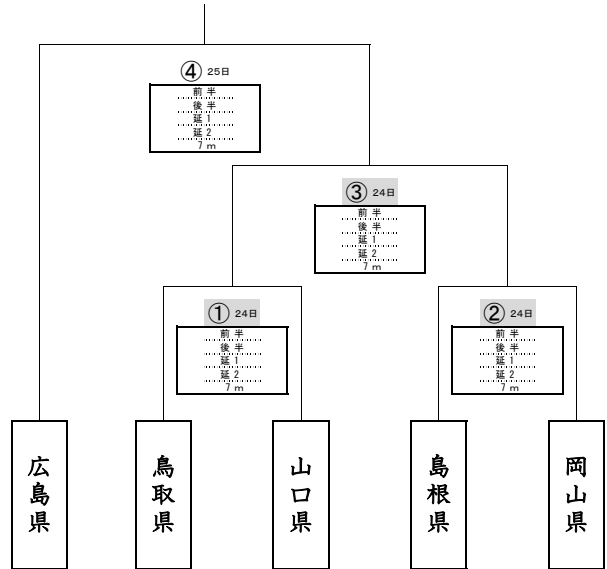 ④ 25日
前半
後半
延1
延2
7m
③ 24日
前半
後半
延1
延2
7m
① 24日
前半
後半
延1
延2
7m
② 24日
前半
後半
延1
延2
7m
広島県
鳥取県
山口県
島根県
岡山県